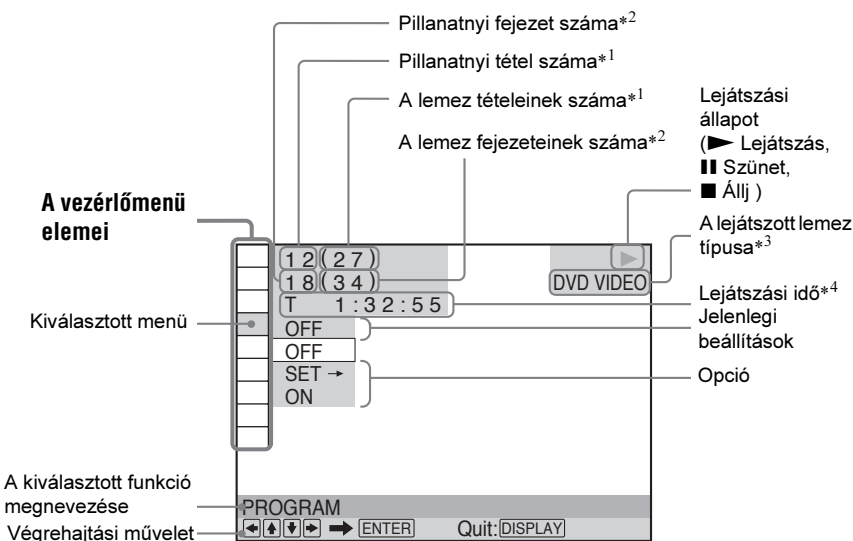 Pillanatnyi fejezet száma*2
Pillanatnyi tétel száma*1
A lemez tételeinek száma*1
A lemez fejezeteinek száma*2
Lejátszási
állapot
(► Lejátszás,
II Szünet,
■ Állj )
A lejátszott lemez
típusa*3
Lejátszási idő*4
Jelenlegi
beállítások
Opció
A vezérlőmenü
elemei
Kiválasztott menü
A kiválasztott funkció
megnevezése
Végrehajtási művelet
12(27)
18(34)
T 1:32:55
DVD VIDEO
OFF
OFF
SET →
ON
PROGRAM
←↑↓→ ➡ ENTER Quit: DISPLAY